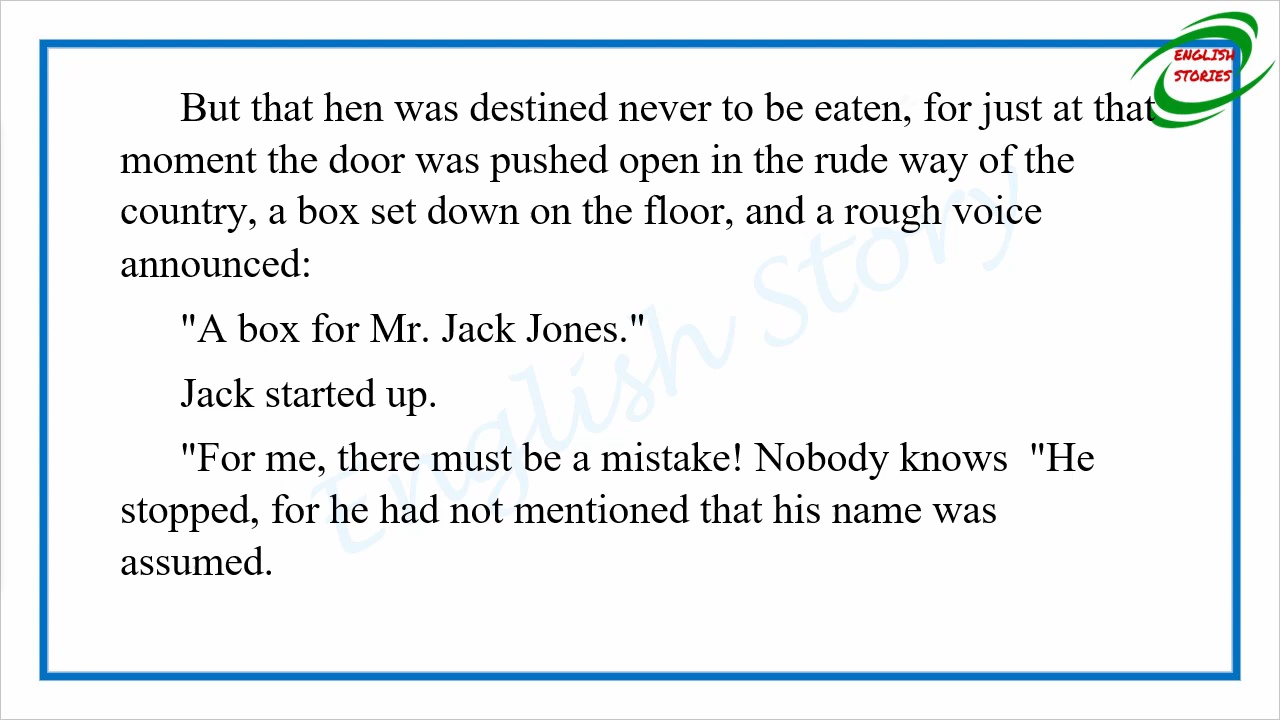 ENGLISH
STORIES
But that hen was destined never to be eaten, for just at that
moment the door was pushed open in the rude way of the
country, a box set down on the floor, and a rough voice
announced:
"A box for Mr. Jack Jones."
Jack started up.
"For me, there must be a mistake! Nobody knows  "He
stopped, for he had not mentioned that his name was
assumed.
English Story